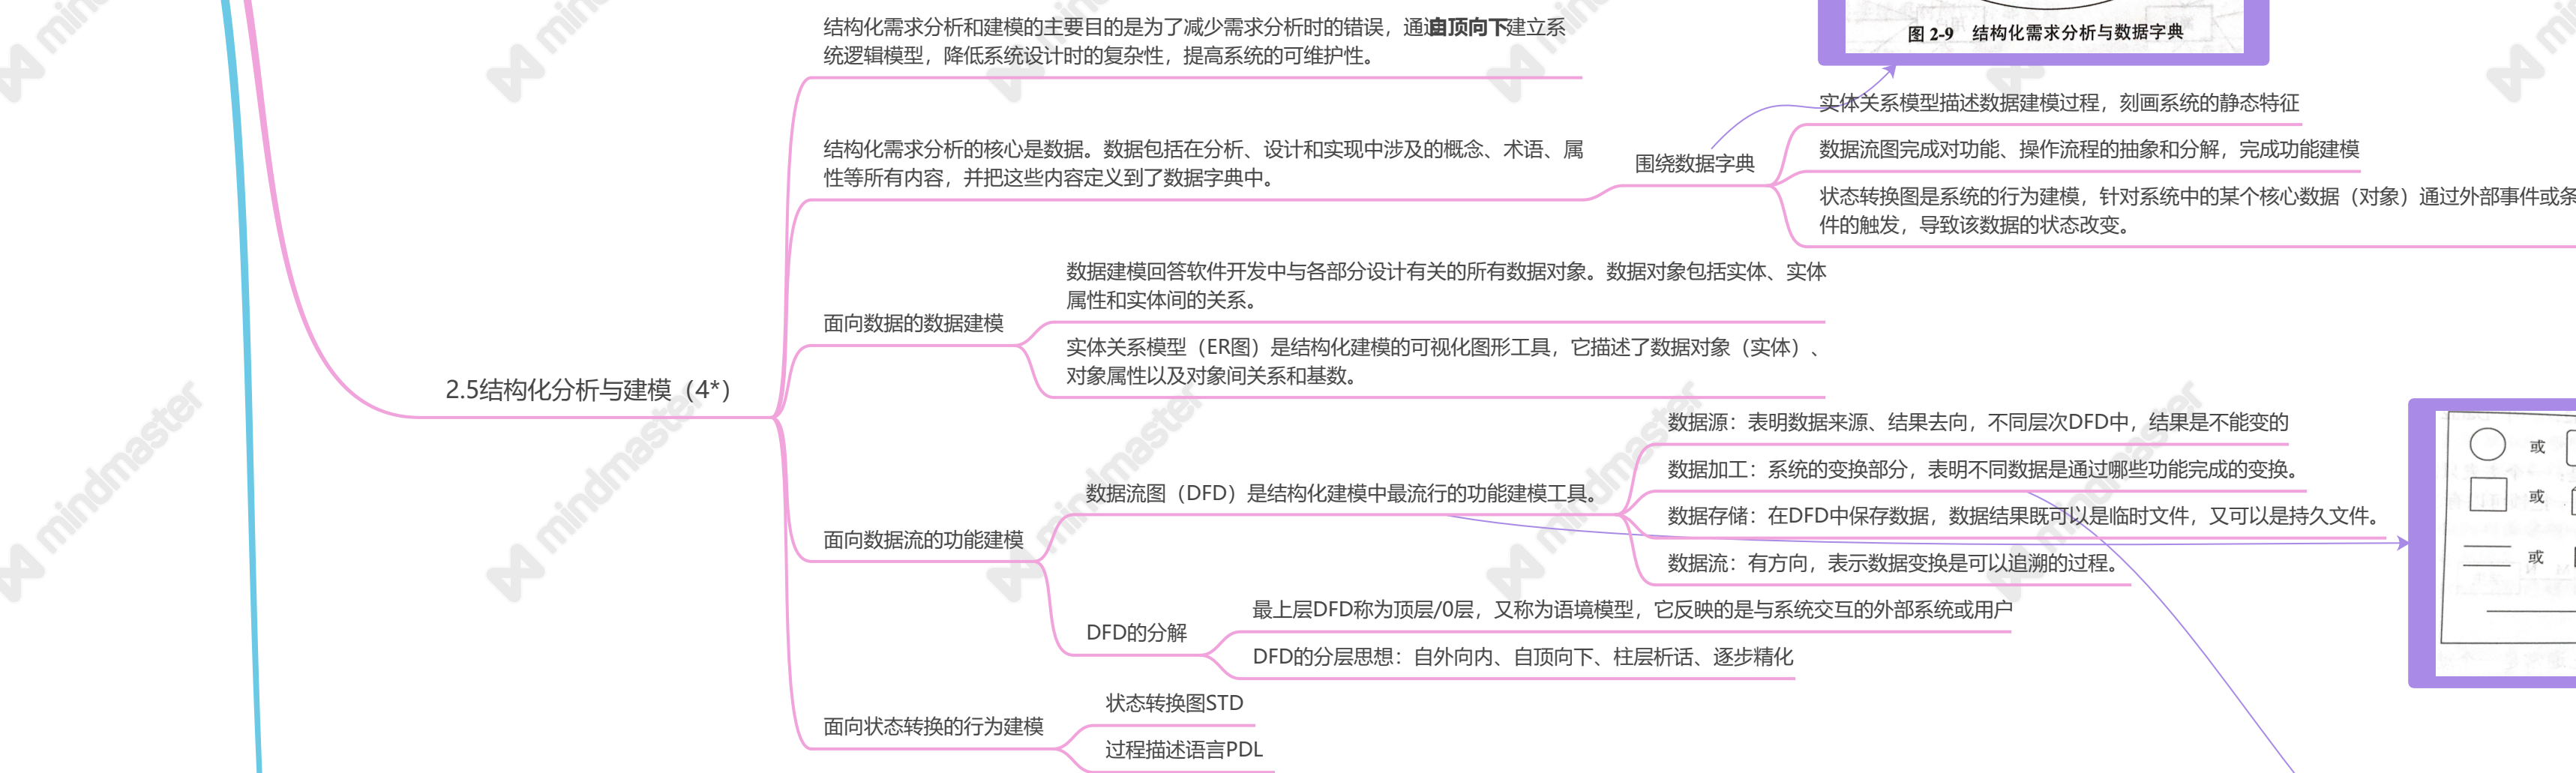 结构化需求分析和建模的主要目的是为了减少需求分析时的错误，通过自顶向下建立系
统逻辑模型，降低系统设计时的复杂性，提高系统的可维护性。
图 2-9 结构化需求分析与数据字典
结构化需求分析的核心是数据。数据包括在分析、设计和实现中涉及的概念、术语、属
性等所有内容，并把这些内容定义到了数据字典中。
围绕数据字典
实体关系模型描述数据建模过程，刻画系统的静态特征
数据流图完成对功能、操作流程的抽象和分解，完成功能建模
状态转换图是系统的行为建模，针对系统中的某个核心数据（对象）通过外部事件或条
件的触发，导致该数据的状态改变。
2.5结构化分析与建模（4*）
面向数据的数据建模
数据建模回答软件开发中与各部分设计有关的所有数据对象。数据对象包括实体、实体
属性和实体间的关系。
实体关系模型（ER图）是结构化建模的可视化图形工具，它描述了数据对象（实体）、
对象属性以及对象间关系和基数。
面向数据流的功能建模
数据流图（DFD）是结构化建模中最流行的功能建模工具。
数据源：表明数据来源、结果去向，不同层次DFD中，结果是不能变的
数据加工：系统的变换部分，表明不同数据是通过哪些功能完成的变换。
数据存储：在DFD中保存数据，数据结果既可以是临时文件，又可以是持久文件。
数据流：有方向，表示数据变换是可以追溯的过程。
或
或
或
DFD的分解
最上层DFD称为顶层/0层，又称为语境模型，它反映的是与系统交互的外部系统或用户
DFD的分层思想：自外向内、自顶向下、柱层析话、逐步精化
面向状态转换的行为建模
状态转换图STD
过程描述语言PDL
mindmaster
mindmaster
mindmaster
mindmaster
mindmaster